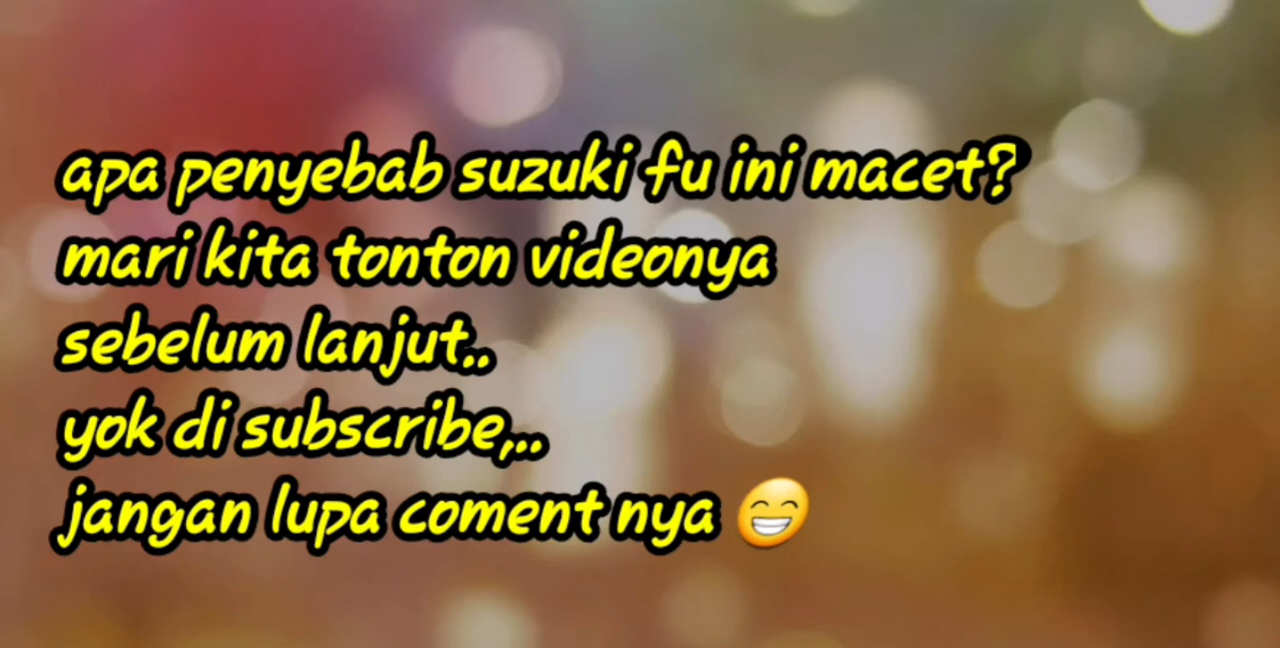 apa penyebab suzuki fu ini macet?
mari kita tonton videonya
sebelum lanjut..
yok di subscribe,..
jangan lupa coment nya 😁